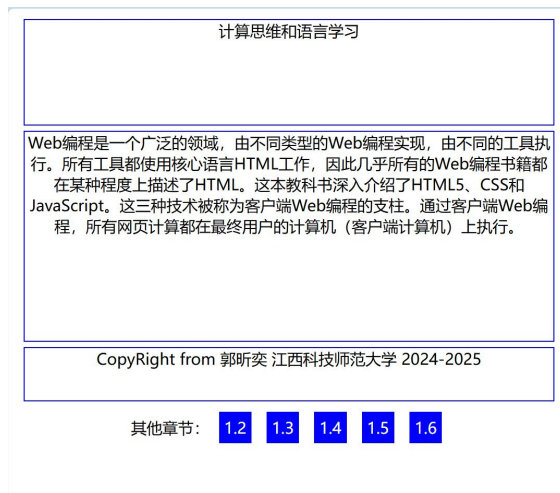 计算思维和语言学习
Web编程是一个广泛的领域，由不同类型的Web编程实现，由不同的工具执
行。所有工具都使用核心语言HTML工作，因此几乎所有的Web编程书籍都
在某种程度上描述了HTML。这本教科书深入介绍了HTML5、CSS和
JavaScript。这三种技术被称为客户端Web编程的支柱。通过客户端Web编
程，所有网页计算都在最终用户的计算机（客户端计算机）上执行。
CopyRight from 郭昕奕 江西科技师范大学 2024-2025
其他章节： 1.2 1.3 1.4 1.5 1.6